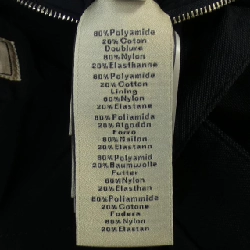 80%Polyamide
20% Coton
Doublure
80%Nylon
20%Elasthanne
80%Polyamide
20% Cotton
Lining
80%Nylon
20%Elastane
80%Poliamida
20% Algodón
Forro
80%Nailon
20%Elastann
80%Polyamid
20%Baumwolle
Futter
80%Nylon
20%Elasthan
80%Poliammide
20%Cotone
Fodera
80%Nylon
20%Elastan